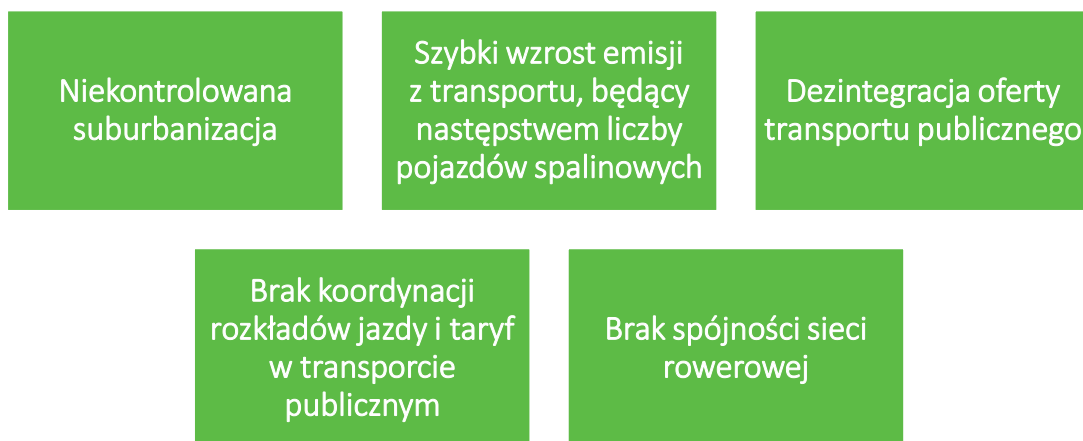 Niekontrolowana
suburbanizacja
Szybki wzrost emisji
z transportu, będący
następstwem liczby
pojazdów spalinowych
Dezintegracja oferty
transportu publicznego
Brak koordynacji
rozkładów jazdy i taryf
w transporcie
publicznym
Brak spójności sieci
rowerowej